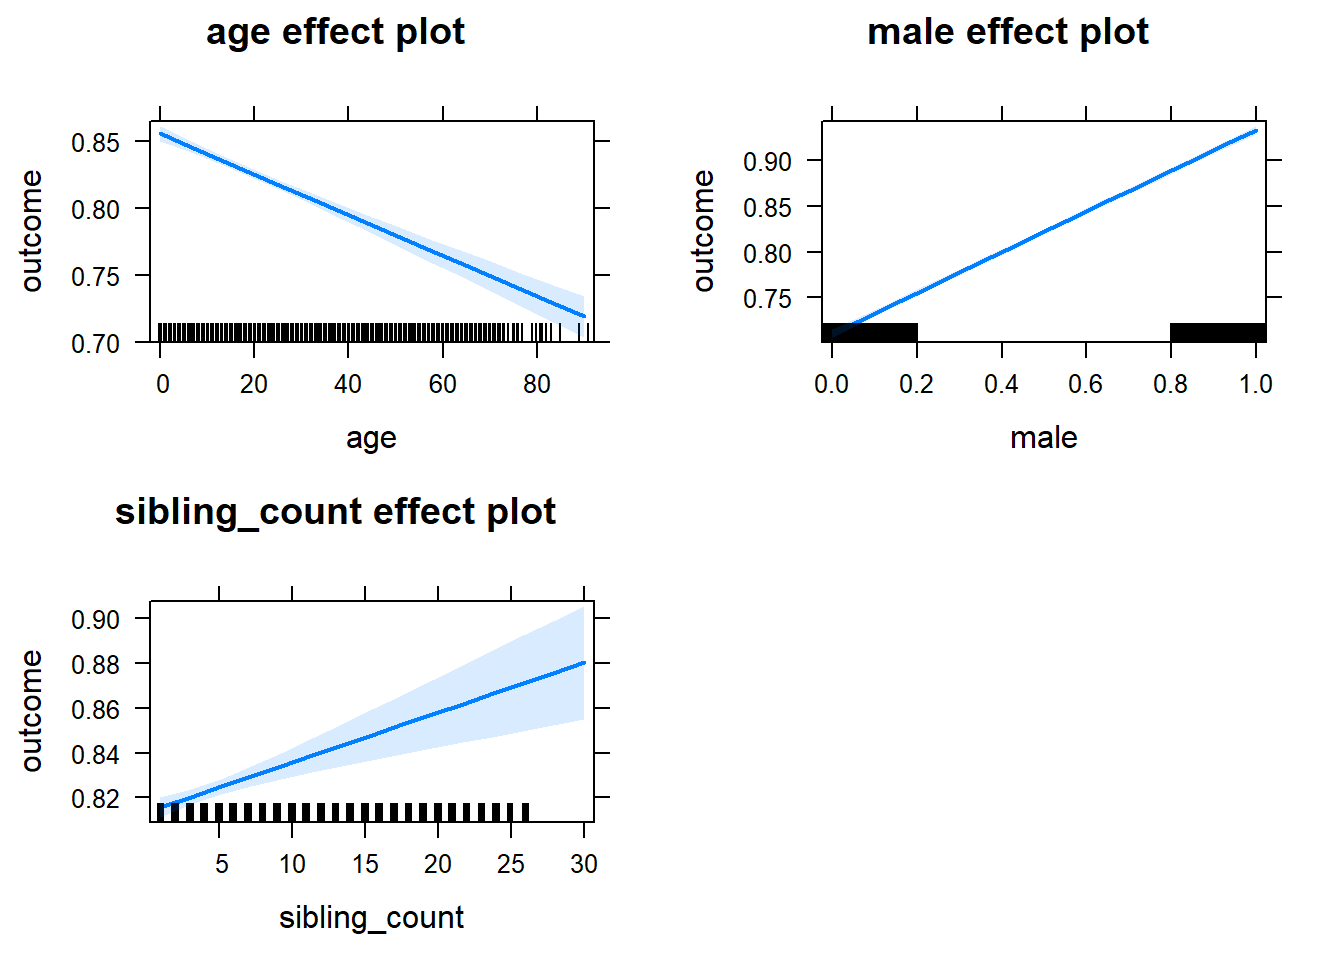 age effect plot
outcome
0.85
0.80
0.75
0.70
0 20 40 60 80
age
male effect plot
outcome
0.90
0.85
0.80
0.75
0.0 0.2 0.4 0.6 0.8 1.0
male
sibling_count effect plot
outcome
0.90
0.88
0.86
0.84
0.82
5 10 15 20 25 30
sibling_count